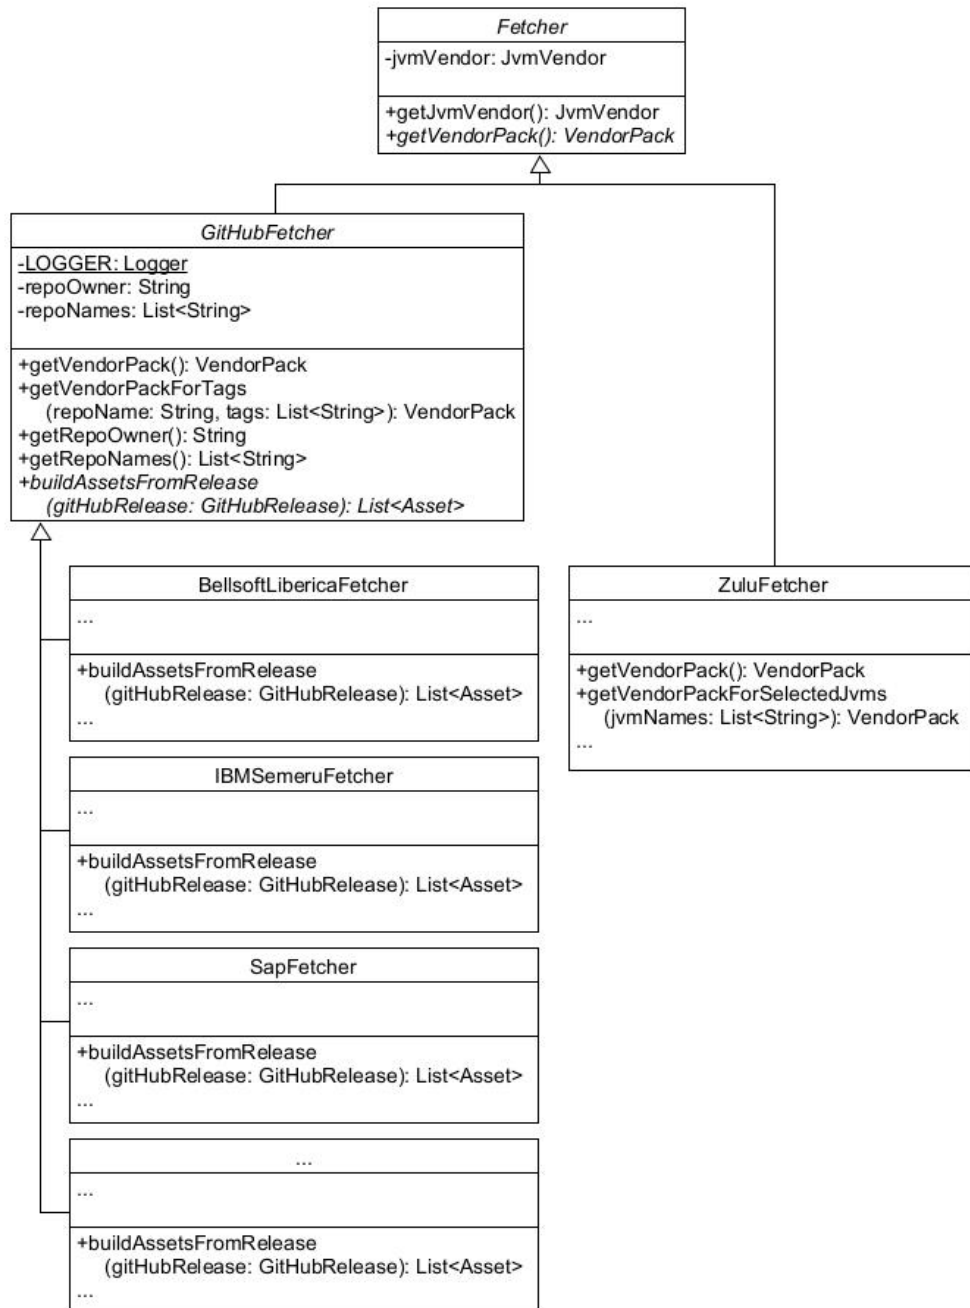 Fetcher
-jvmVendor: JvmVendor
+getJvmVendor(): JvmVendor
+getVendorPack(): VendorPack
GitHubFetcher
-LOGGER: Logger
-repoOwner: String
-repoNames: List<String>
+getVendorPack(): VendorPack
+getVendorPackForTags
(repoName: String, tags: List<String>): VendorPack
+getRepoOwner(): String
+getRepoNames(): List<String>
+buildAssetsFromRelease
(gitHubRelease: GitHubRelease): List<Asset>
BellsoftLibericaFetcher
...
+buildAssetsFromRelease
(gitHubRelease: GitHubRelease): List<Asset>
...
ZuluFetcher
...
+getVendorPack(): VendorPack
+getVendorPackForSelectedJvms
(jvmNames: List<String>): VendorPack
...
IBMSemeruFetcher
...
+buildAssetsFromRelease
(gitHubRelease: GitHubRelease): List<Asset>
...
SapFetcher
...
+buildAssetsFromRelease
(gitHubRelease: GitHubRelease): List<Asset>
...
...
...
+buildAssetsFromRelease
(gitHubRelease: GitHubRelease): List<Asset>
...